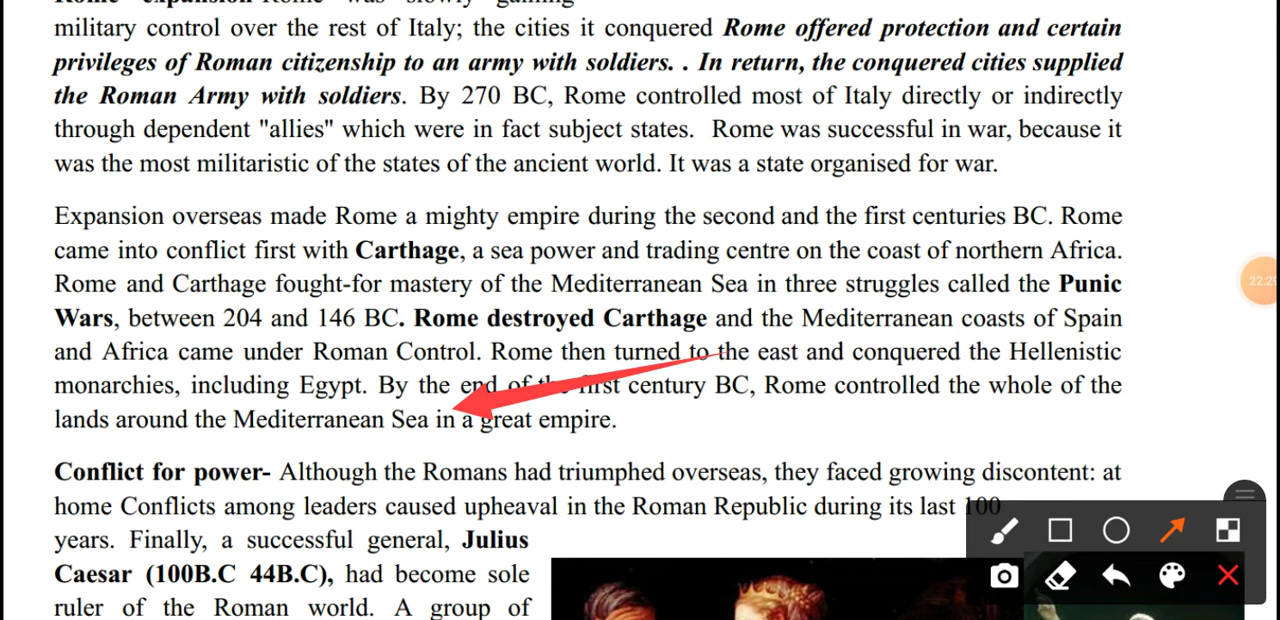 military control over the rest of Italy; the cities it conquered Rome offered protection and certain
privileges of Roman citizenship to an army with soldiers. . In return, the conquered cities supplied
the Roman Army with soldiers. By 270 BC, Rome controlled most of Italy directly or indirectly
through dependent "allies" which were in fact subject states. Rome was successful in war, because it
was the most militaristic of the states of the ancient world. It was a state organised for war.
Expansion overseas made Rome a mighty empire during the second and the first centuries BC. Rome
came into conflict first with Carthage, a sea power and trading centre on the coast of northern Africa.
Rome and Carthage fought-for mastery of the Mediterranean Sea in three struggles called the Punic
Wars, between 204 and 146 BC. Rome destroyed Carthage and the Mediterranean coasts of Spain
and Africa came under Roman Control. Rome then turned to the east and conquered the Hellenistic
monarchies, including Egypt. By the end of the first century BC, Rome controlled the whole of the
lands around the Mediterranean Sea in a great empire.
Conflict for power- Although the Romans had triumphed overseas, they faced growing discontent: at
home Conflicts among leaders caused upheaval in the Roman Republic during its last 100
years. Finally, a successful general, Julius
Caesar (100B.C 44B.C), had become sole
ruler of the Roman world. A group of